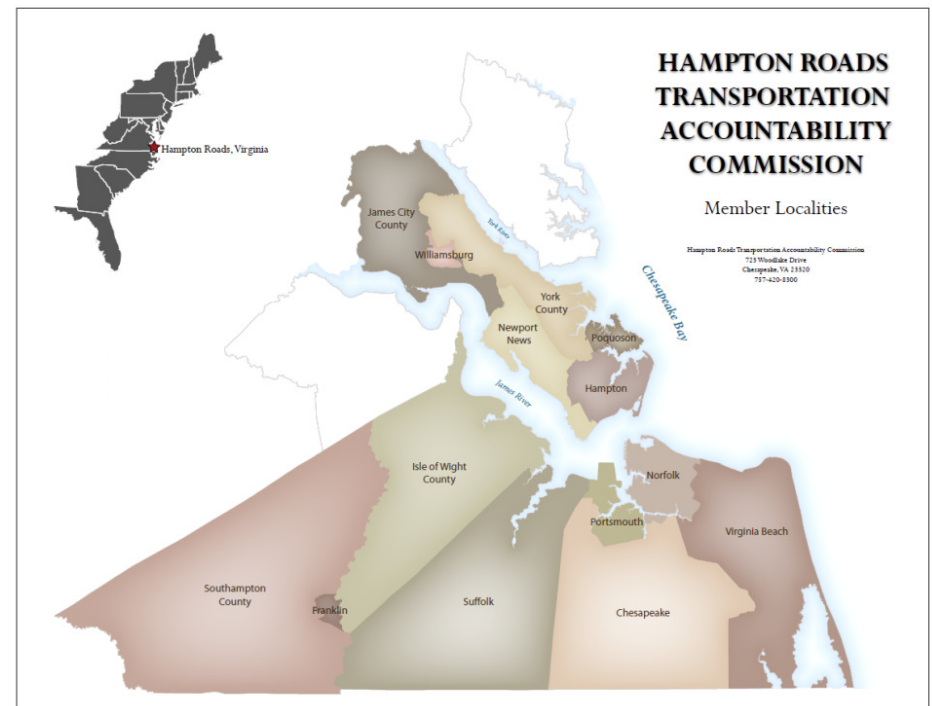 HAMPTON ROADS
TRANSPORTATION
ACCOUNTABILITY
COMMISSION
Member Localities
Hampton Roads Transportation Accountability Commission
723 Woodlake Drive
Chesapeake, VA 23320
757-420-8300
Hampton Roads, Virginia
James City
County
Williamsburg
York River
York
County
Chesapeake Bay
Newport
News
Poquoson
Hampton
James River
Isle of Wight
County
Norfolk
Portsmouth
Virginia Beach
Southampton
County
Franklin
Suffolk
Chesapeake